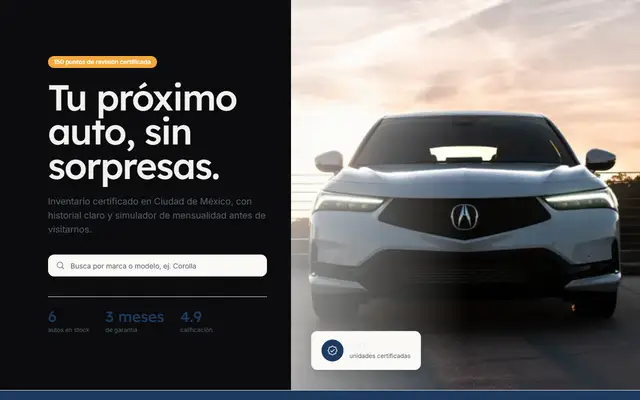 150 puntos de revisión certificada
Tu próximo
auto, sin
sorpresas.
Inventario certificado en Ciudad de México, con
historial claro y simulador de mensualidad antes de
visitarnos.
Busca por marca o modelo, ej. Corolla
6
autos en stock
3 meses
de garantía
4.9
calificación
unidades certificadas